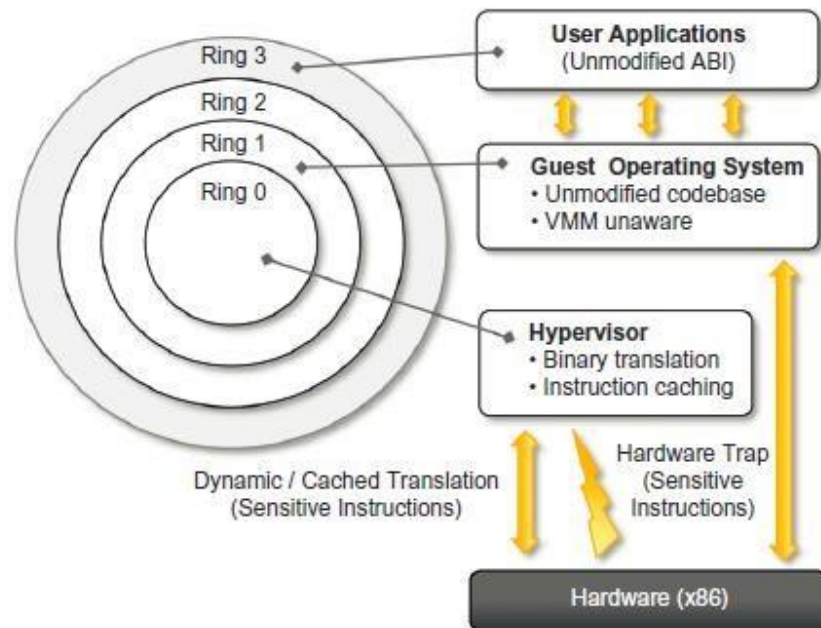 Ring 3
Ring 2
Ring 1
Ring 0
User Applications
(Unmodified ABI)
Guest Operating System
• Unmodified codebase
• VMM unaware
Hypervisor
• Binary translation
• Instruction caching
Dynamic / Cached Translation
(Sensitive Instructions)
Hardware Trap
(Sensitive
Instructions)
Hardware (x86)